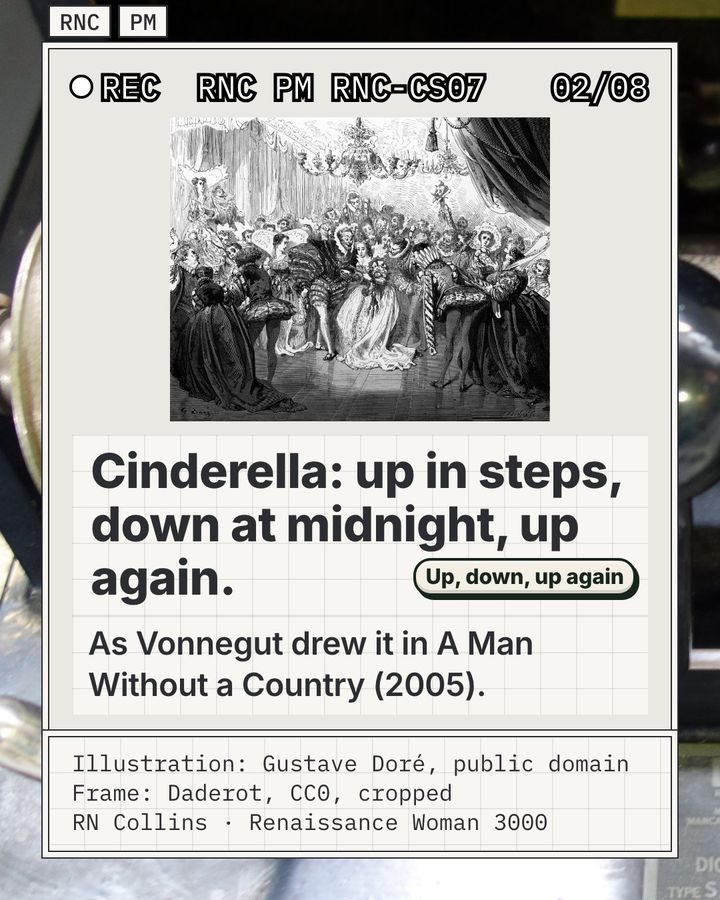 RNC PM
REC RNC PM RNC-CS07 02/08
Cinderella: up in steps,
down at midnight, up
again.
Up, down, up again
As Vonnegut drew it in A Man
Without a Country (2005).
Illustration: Gustave Doré, public domain
Frame: Daderot, CC0, cropped
RN Collins · Renaissance Woman 3000
TYPE S